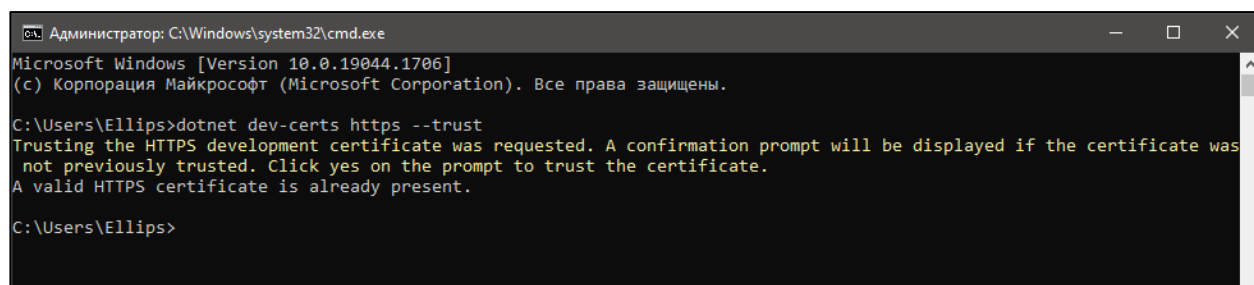 Администратор: C:\Windows\system32\cmd.exe
Microsoft Windows [Version 10.0.19044.1706]
(c) Корпорация Майкрософт (Microsoft Corporation). Все права защищены.
C:\Users\Ellips>dotnet dev-certs https --trust
Trusting the HTTPS development certificate was requested. A confirmation prompt will be displayed if the certificate was
not previously trusted. Click yes on the prompt to trust the certificate.
A valid HTTPS certificate is already present.
C:\Users\Ellips>